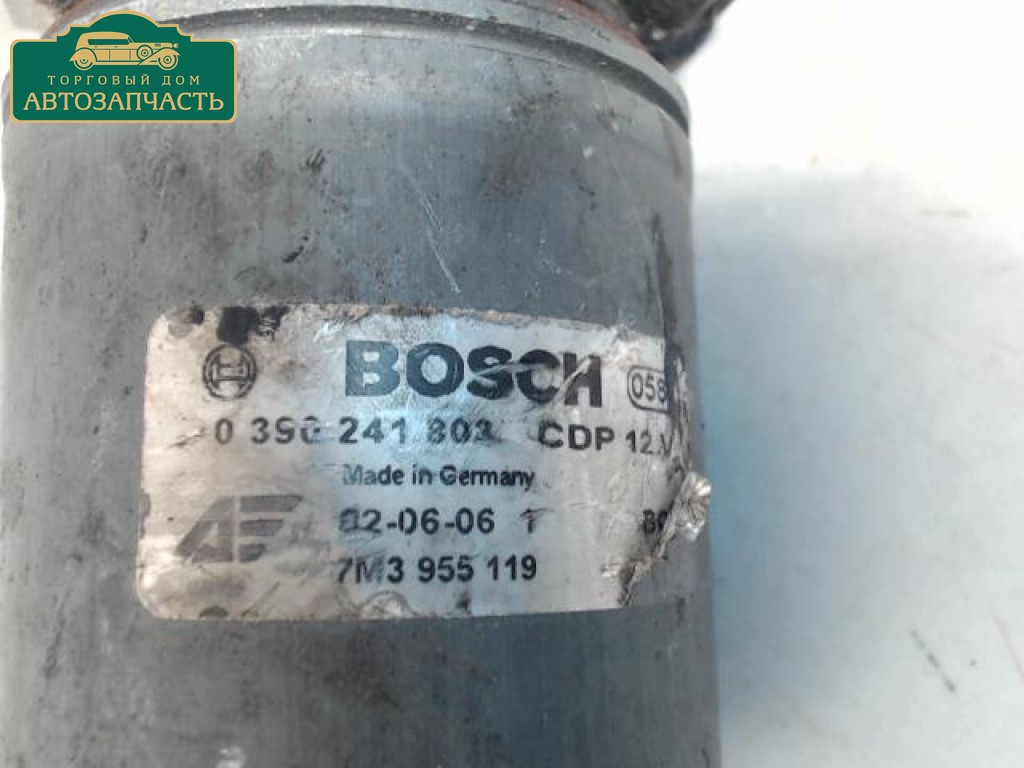 ТОРГОВЫЙ ДОМ
АВТОЗАПЧАСТЬ
BOSCH 058
0 390 241 803 CDP 12 V
Made in Germany
02-06-06 1
7M3 955 119